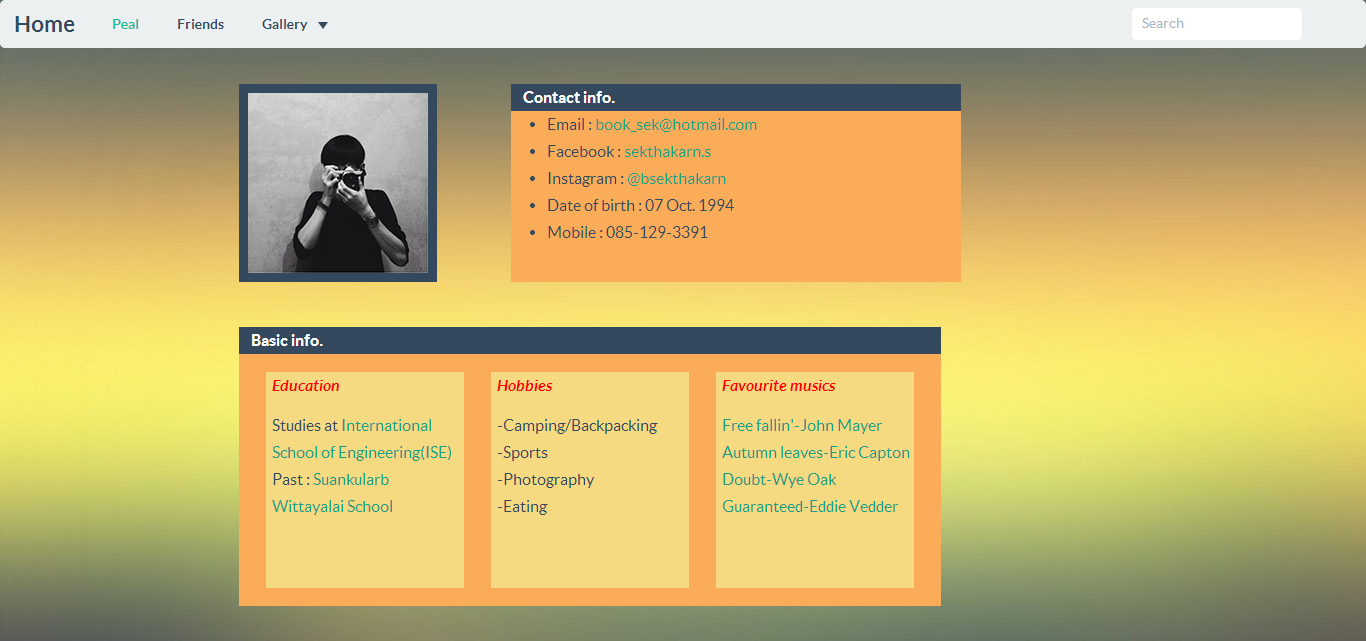 Home Peal Friends Gallery Search
Contact info.
• Email : book_sek@hotmail.com
• Facebook : sekthakarn.s
• Instagram : @bsekthakarn
• Date of birth : 07 Oct. 1994
• Mobile : 085-129-3391
Basic info.
Education
Studies at International
School of Engineering(ISE)
Past : Suankularb
Wittayalai School
Hobbies
-Camping/Backpacking
-Sports
-Photography
-Eating
Favourite musics
Free fallin'-John Mayer
Autumn leaves-Eric Capton
Doubt-Wye Oak
Guaranteed-Eddie Vedder